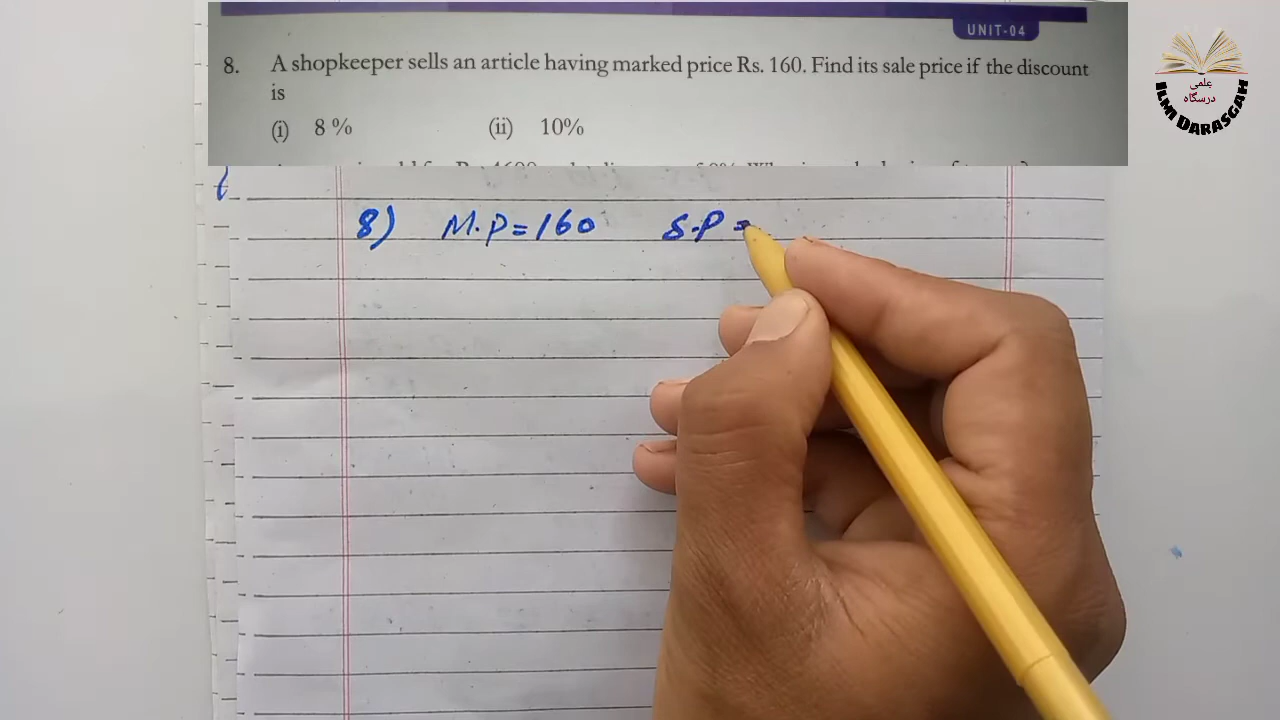 UNIT-04
8. A shopkeeper sells an article having marked price Rs. 160. Find its sale price if the discount
is
(i) 8 % (ii) 10%
علمی
درسگاہ
ILMI DARASGAH
8) M.P=160 S.P =